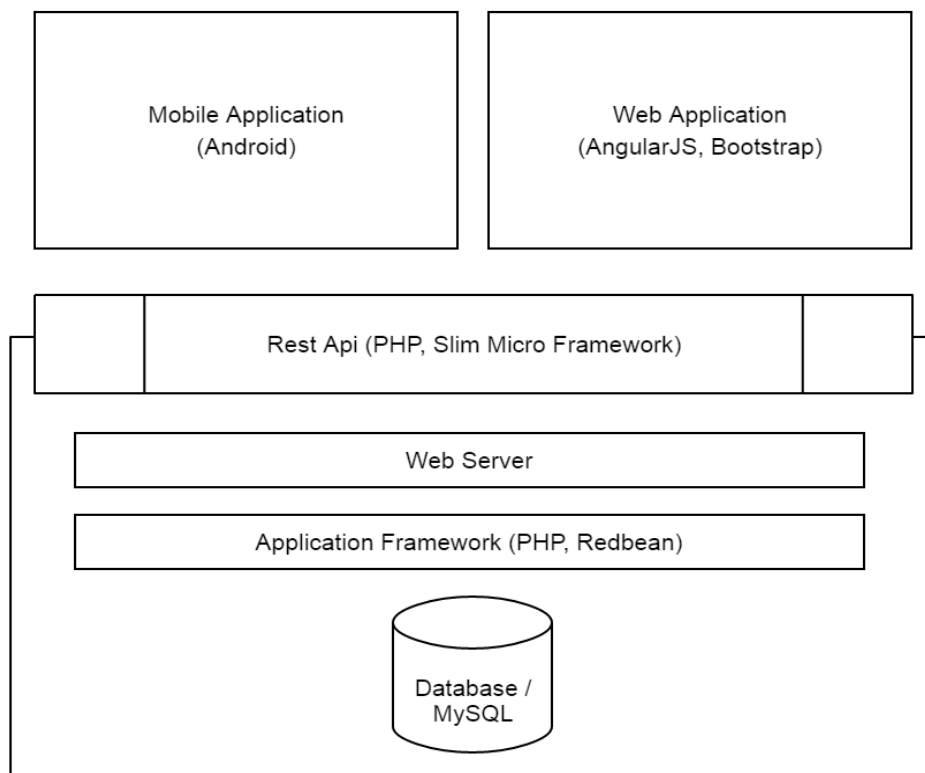 Mobile Application
(Android)
Web Application
(AngularJS, Bootstrap)
Rest Api (PHP, Slim Micro Framework)
Web Server
Application Framework (PHP, Redbean)
Database /
MySQL